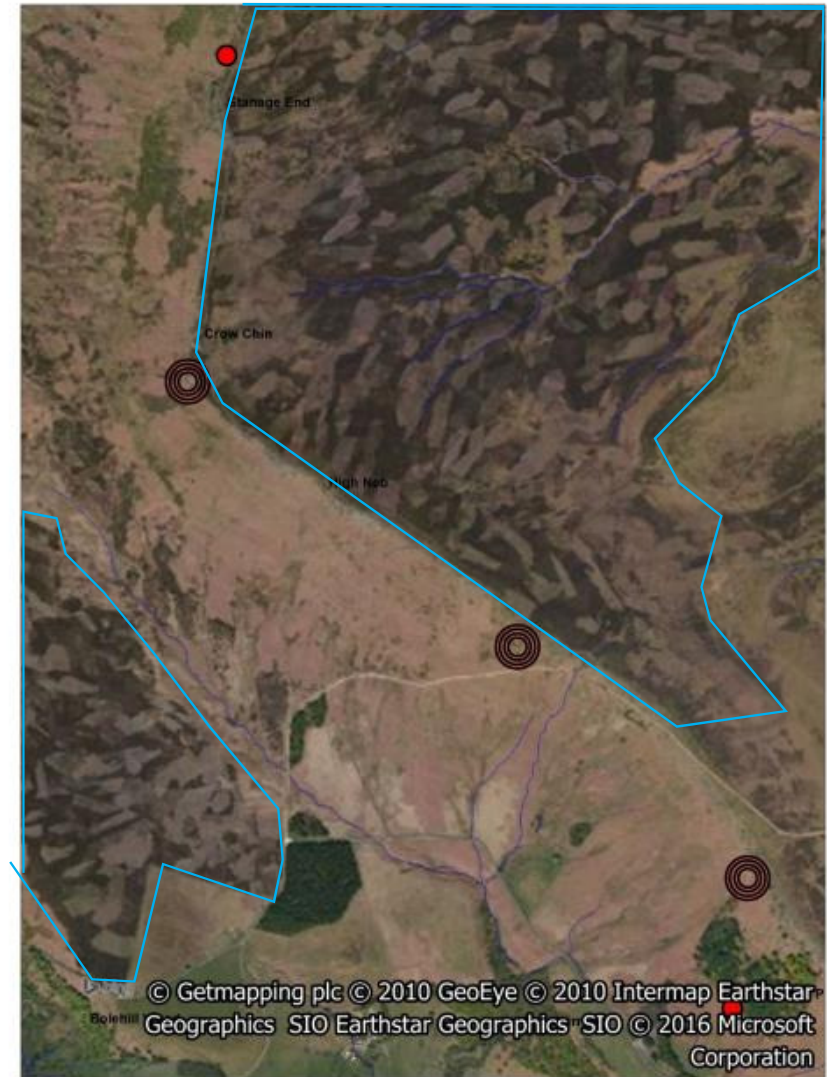 Stanage End
Crow Chin
High Neb
© Getmapping plc © 2010 GeoEye © 2010 Intermap Earthstar
Bolehill
Geographics SIO Earthstar Geographics SIO © 2016 Microsoft
Corporation